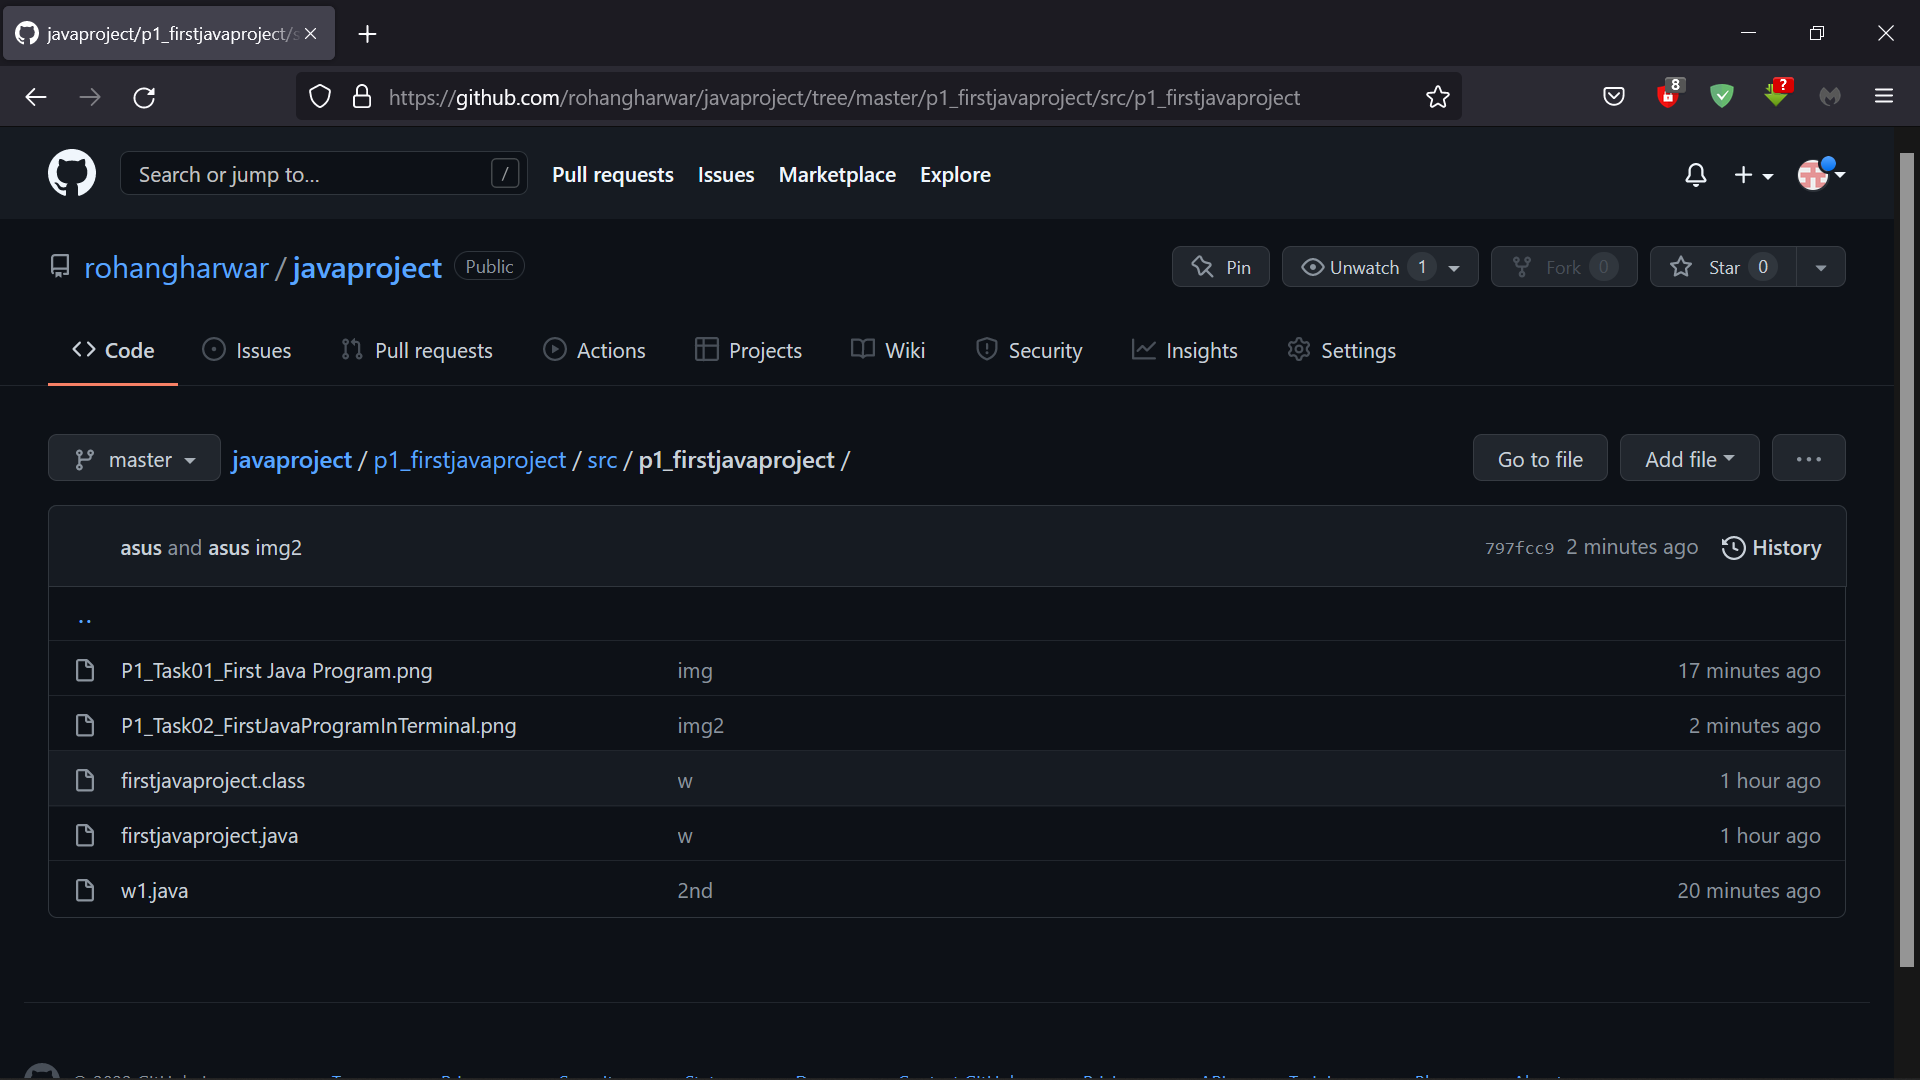 javaproject/p1_firstjavaproject/s
https://github.com/rohangharwar/javaproject/tree/master/p1_firstjavaproject/src/p1_firstjavaproject
8
?
Search or jump to... /
Pull requests Issues Marketplace Explore
rohangharwar / javaproject Public
Pin Unwatch 1 Fork 0 Star 0
Code Issues Pull requests Actions Projects Wiki Security Insights Settings
master javaproject / p1_firstjavaproject / src / p1_firstjavaproject / Go to file Add file ...
asus and asus img2 797fcc9 2 minutes ago History
..
P1_Task01_First Java Program.png img 17 minutes ago
P1_Task02_FirstJavaProgramInTerminal.png img2 2 minutes ago
firstjavaproject.class w 1 hour ago
firstjavaproject.java w 1 hour ago
w1.java 2nd 20 minutes ago